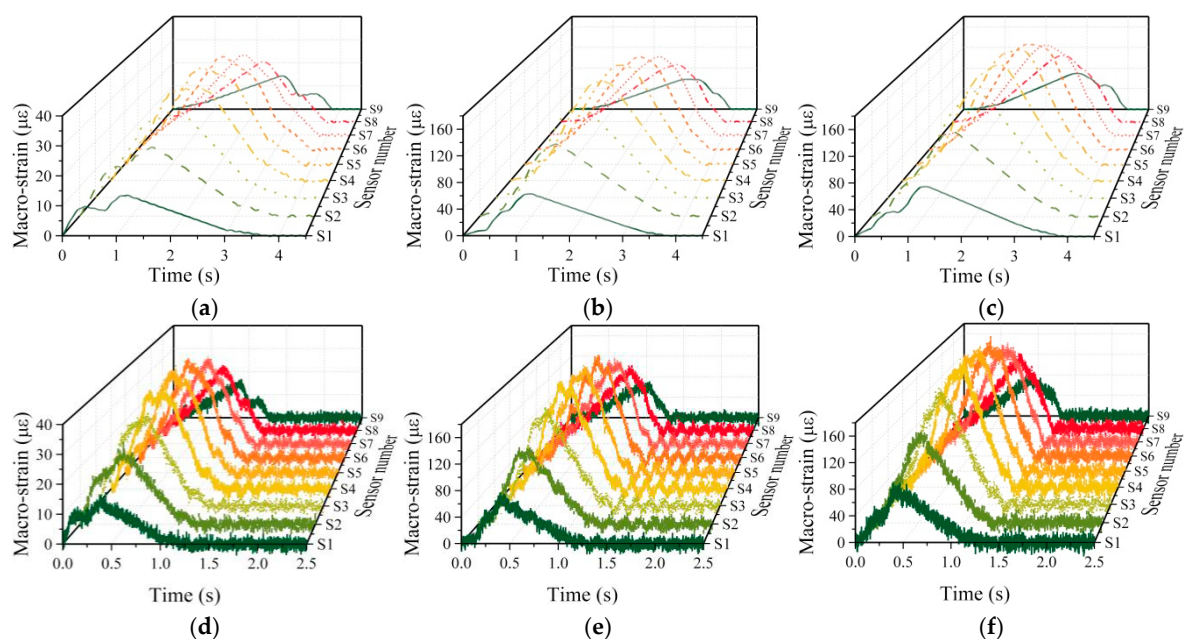 40
30
20
10
0
Macro-strain (με)
0 1 2 3 4
Time (s)
S1
S2
S3
S4
S5
S6
S7
S8
S9
Sensor number
(a)
180
160
120
80
40
0
Macro-strain (με)
0 1 2 3 4
Time (s)
S1
S2
S3
S4
S5
S6
S7
S8
S9
Sensor number
(b)
180
160
120
80
40
0
Macro-strain (με)
0 1 2 3 4
Time (s)
S1
S2
S3
S4
S5
S6
S7
S8
S9
Sensor number
(c)
40
30
20
10
0
Macro-strain (με)
0.0 0.5 1.0 1.5 2.0 2.5
Time (s)
S1
S2
S3
S4
S5
S6
S7
S8
S9
Sensor number
(d)
180
160
120
80
40
0
Macro-strain (με)
0.0 0.5 1.0 1.5 2.0 2.5
Time (s)
S1
S2
S3
S4
S5
S6
S7
S8
S9
Sensor number
(e)
180
160
120
80
40
0
Macro-strain (με)
0.0 0.5 1.0 1.5 2.0 2.5
Time (s)
S1
S2
S3
S4
S5
S6
S7
S8
S9
Sensor number
(f)